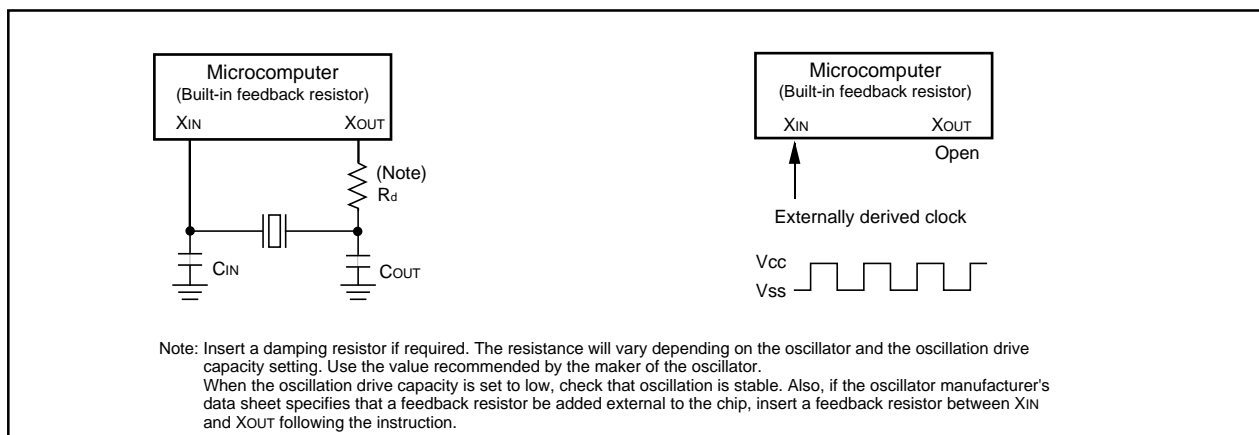 Microcomputer
(Built-in feedback resistor)
XIN XOUT
(Note)
Rd
CIN
COUT
Microcomputer
(Built-in feedback resistor)
XIN XOUT
Open
Externally derived clock
Vcc
Vss
Note: Insert a damping resistor if required. The resistance will vary depending on the oscillator and the oscillation drive
capacity setting. Use the value recommended by the maker of the oscillator.
When the oscillation drive capacity is set to low, check that oscillation is stable. Also, if the oscillator manufacturer's
data sheet specifies that a feedback resistor be added external to the chip, insert a feedback resistor between XIN
and XOUT following the instruction.